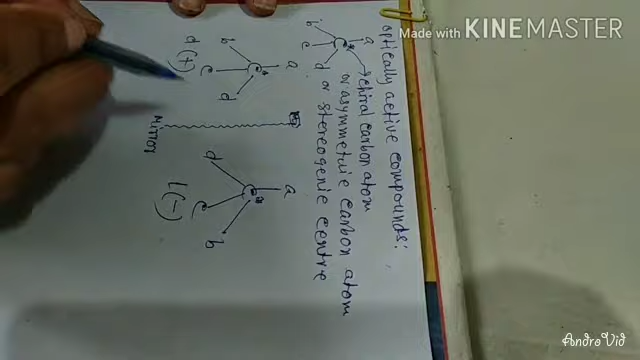 Made with KINEMASTER
optically active compounds:
b a
c C* d
chiral carbon atom
or asymmetric carbon atom
or stereogenic centre
b
C* a
c
d
d (+)
Mirror
d
C* a
c
b
l (-)
AndroVid